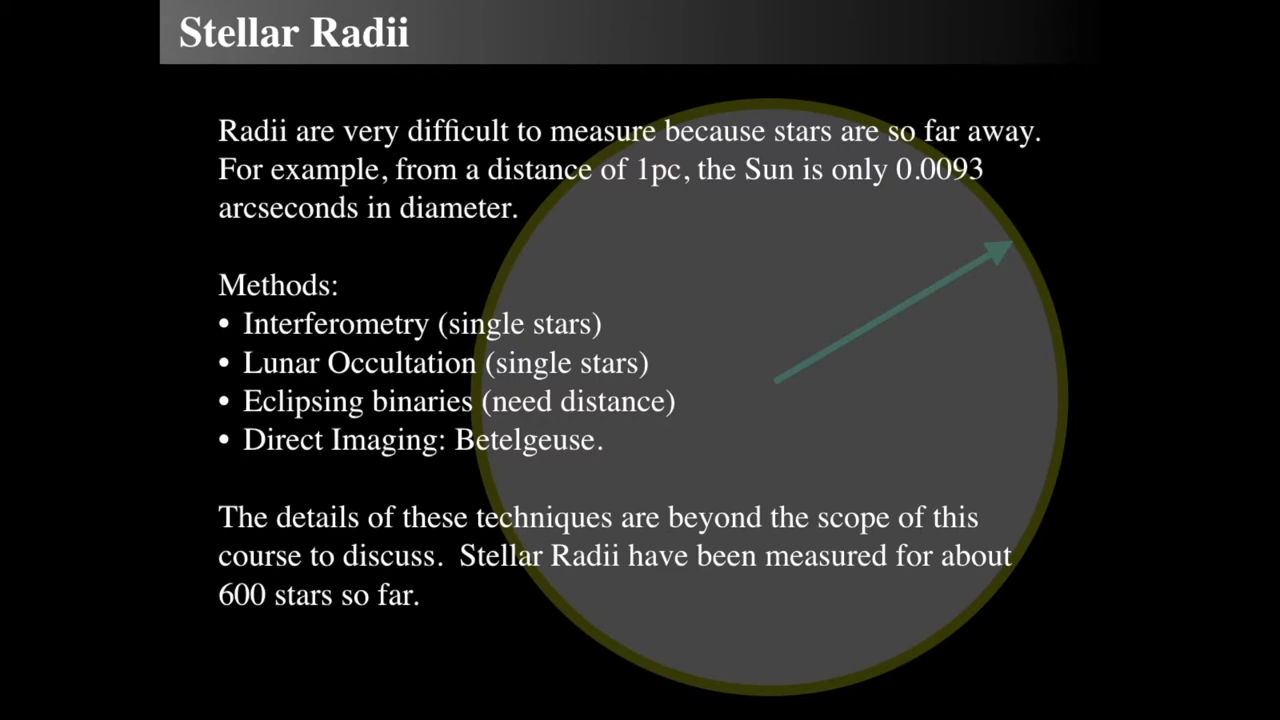 Stellar Radii
Radii are very difficult to measure because stars are so far away.
For example, from a distance of 1pc, the Sun is only 0.0093
arcseconds in diameter.
Methods:
• Interferometry (single stars)
• Lunar Occultation (single stars)
• Eclipsing binaries (need distance)
• Direct Imaging: Betelgeuse.
The details of these techniques are beyond the scope of this
course to discuss.  Stellar Radii have been measured for about
600 stars so far.